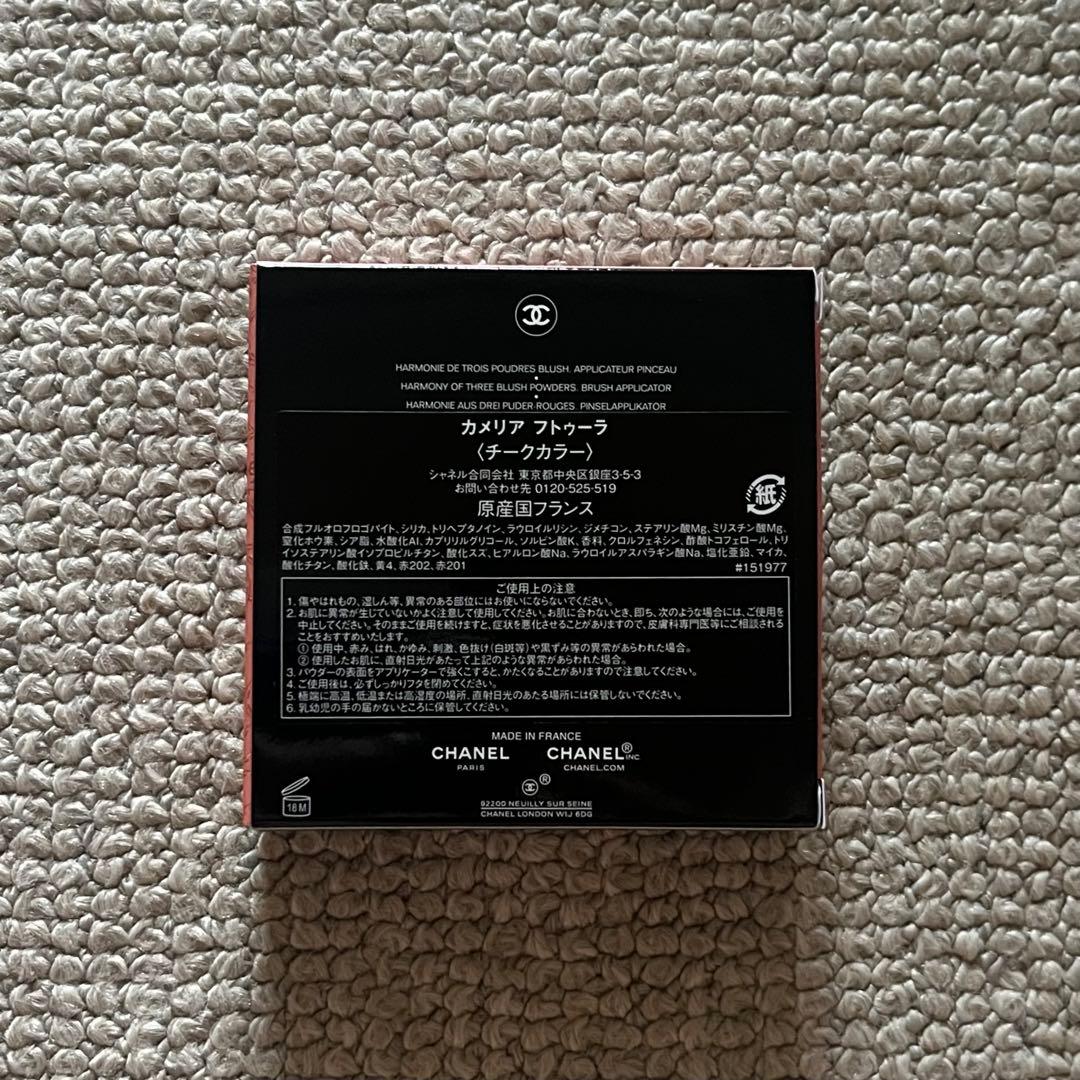 HARMONIE DE TROIS POUDRES BLUSH. APPLICATEUR PINCEAU
•
HARMONY OF THREE BLUSH POWDERS. BRUSH APPLICATOR
•
HARMONIE AUS DREI PUDER-ROUGES. PINSELAPPLIKATOR
カメリア フトゥーラ
〈チークカラー〉
シャネル合同会社 東京都中央区銀座3-5-3
お問い合わせ先 0120-525-519
原産国フランス
紙
合成フルオロフロゴパイト, シリカ, トリヘプタノイン, ラウロイルリシン, ジメチコン, ステアリン酸Mg, ミリスチン酸Mg,
窒化ホウ素, シア脂, 水酸化Al, カプリリルグリコール, ソルビン酸K, 香料, クロルフェネシン, 酢酸トコフェロール, トリ
イソステアリン酸イソプロピルチタン, 酸化スズ, ヒアルロン酸Na, ラウロイルアスパラギン酸Na, 塩化亜鉛, マイカ,
酸化チタン, 酸化鉄, 黄4, 赤202, 赤201
#151977
ご使用上の注意
1. 傷やはれもの、湿しん等、異常のある部位にはお使いにならないでください。
2. お肌に異常が生じていないかよく注意して使用してください。お肌に合わないとき、即ち、次のような場合には、ご使用を
中止してください。そのままご使用を続けますと、症状を悪化させることがありますので、皮膚科専門医等にご相談される
ことをおすすめいたします。
① 使用中、赤み、はれ、かゆみ、刺激、色抜け(白斑等)や黒ずみ等の異常があらわれた場合。
② 使用したお肌に、直射日光があたって上記のような異常があらわれた場合。
3. パウダーの表面をアプリケーターで強くこすると、かたくなることがありますので注意してください。
4. ご使用後は、必ずしっかりフタを閉めてください。
5. 極端に高温、低温または高湿度の場所、直射日光のあたる場所には保管しないでください。
6. 乳幼児の手の届かないところに保管してください。
MADE IN FRANCE
CHANEL CHANEL® INC
PARIS CHANEL.COM
®
18 M
92200 NEUILLY SUR SEINE
CHANEL LONDON W1J 6DG